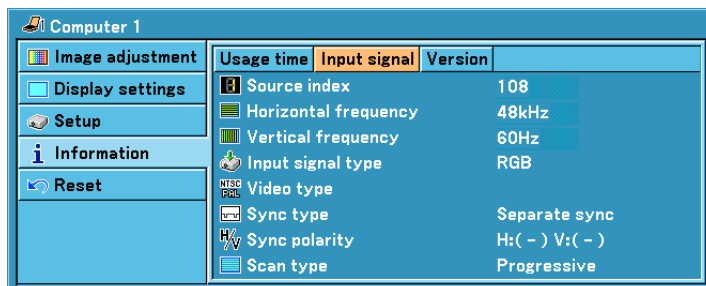 Computer 1
Image adjustment
Display settings
Setup
Information
Reset
Usage time Input signal Version
Source index 108
Horizontal frequency 48kHz
Vertical frequency 60Hz
Input signal type RGB
NTSC PAL Video type
Sync type Separate sync
H/V Sync polarity H:( – ) V:( – )
Scan type Progressive